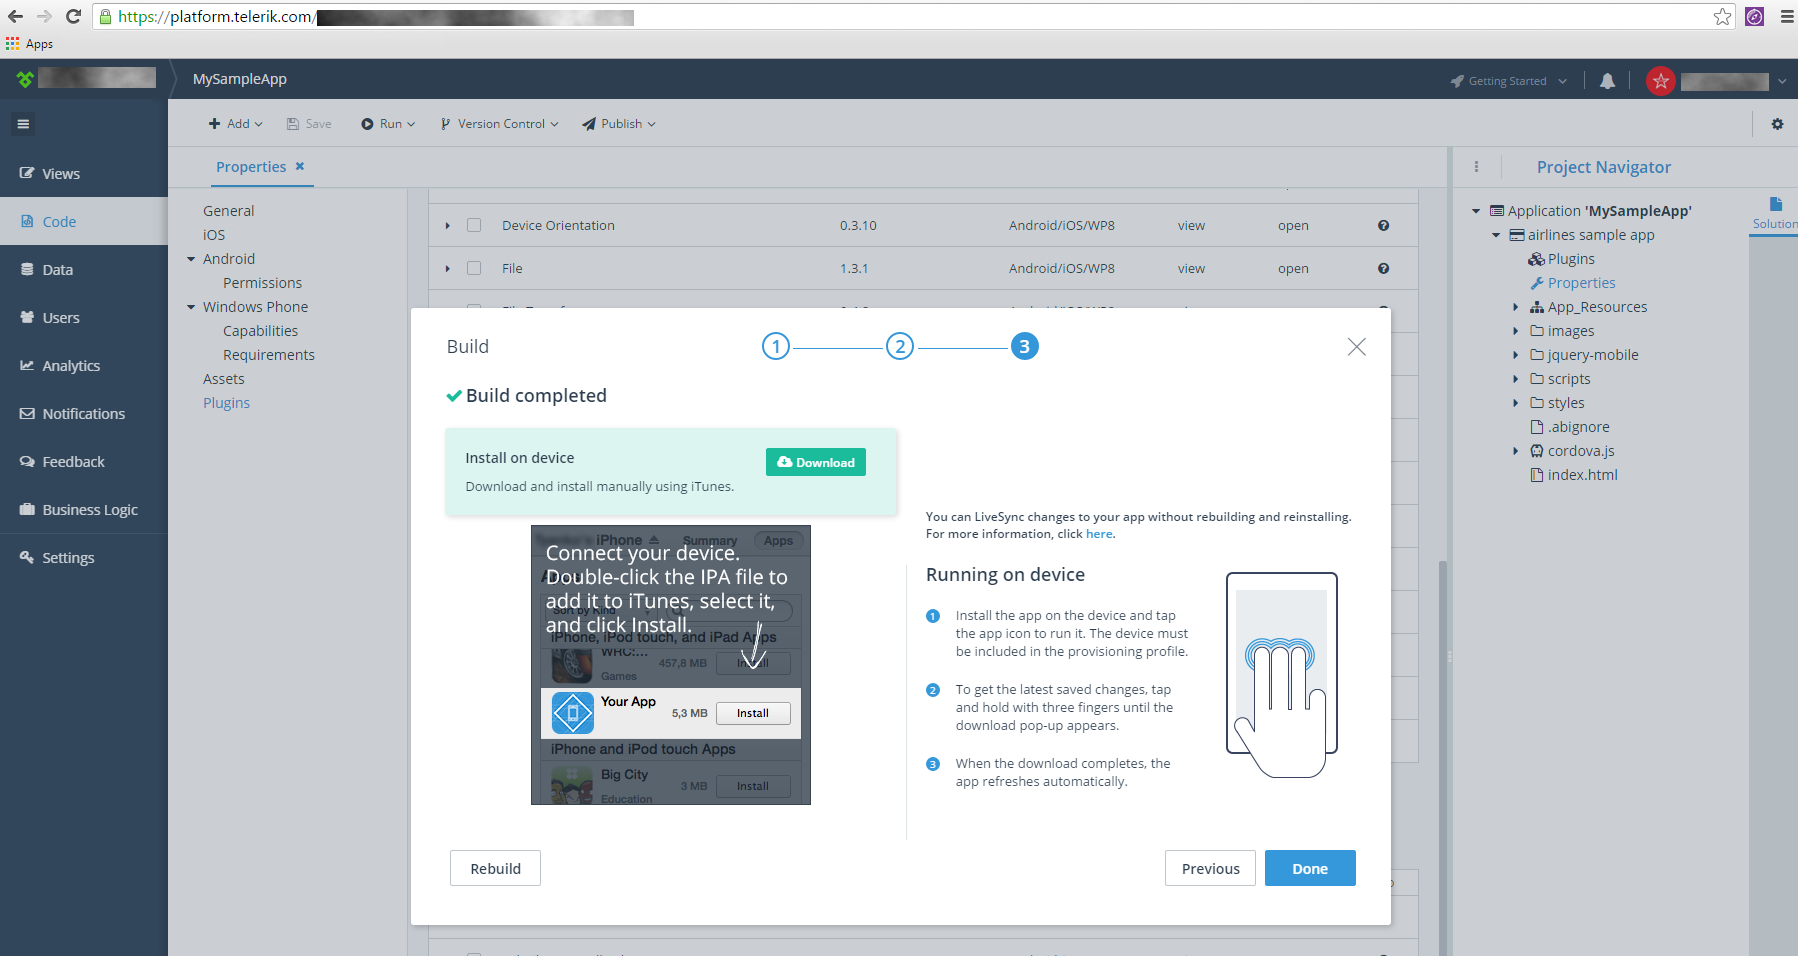 https://platform.telerik.com/
Apps
MySampleApp
Getting Started
Add
Save
Run
Version Control
Publish
Views
Code
Data
Users
Analytics
Notifications
Feedback
Business Logic
Settings
Properties
General
iOS
Android
Permissions
Windows Phone
Capabilities
Requirements
Assets
Plugins
Device Orientation 0.3.10 Android/iOS/WP8 view open
File 1.3.1 Android/iOS/WP8 view open
Build
1 2 3
Build completed
Install on device
Download
Download and install manually using iTunes.
iPhone Summary Apps
Connect your device.
Double-click the IPA file to
add it to iTunes, select it,
and click Install.
Sort by Kind
iPhone, iPod touch, and iPad Apps
WRC:...
457,8 MB Install
Games
Your App
5,3 MB Install
iPhone and iPod touch Apps
Big City
3 MB Install
Education
You can LiveSync changes to your app without rebuilding and reinstalling.
For more information, click here.
Running on device
1 Install the app on the device and tap
the app icon to run it. The device must
be included in the provisioning profile.
2 To get the latest saved changes, tap
and hold with three fingers until the
download pop-up appears.
3 When the download completes, the
app refreshes automatically.
Rebuild
Previous
Done
Project Navigator
Application 'MySampleApp'
airlines sample app
Plugins
Properties
App_Resources
images
jquery-mobile
scripts
styles
.abignore
cordova.js
index.html
Solution